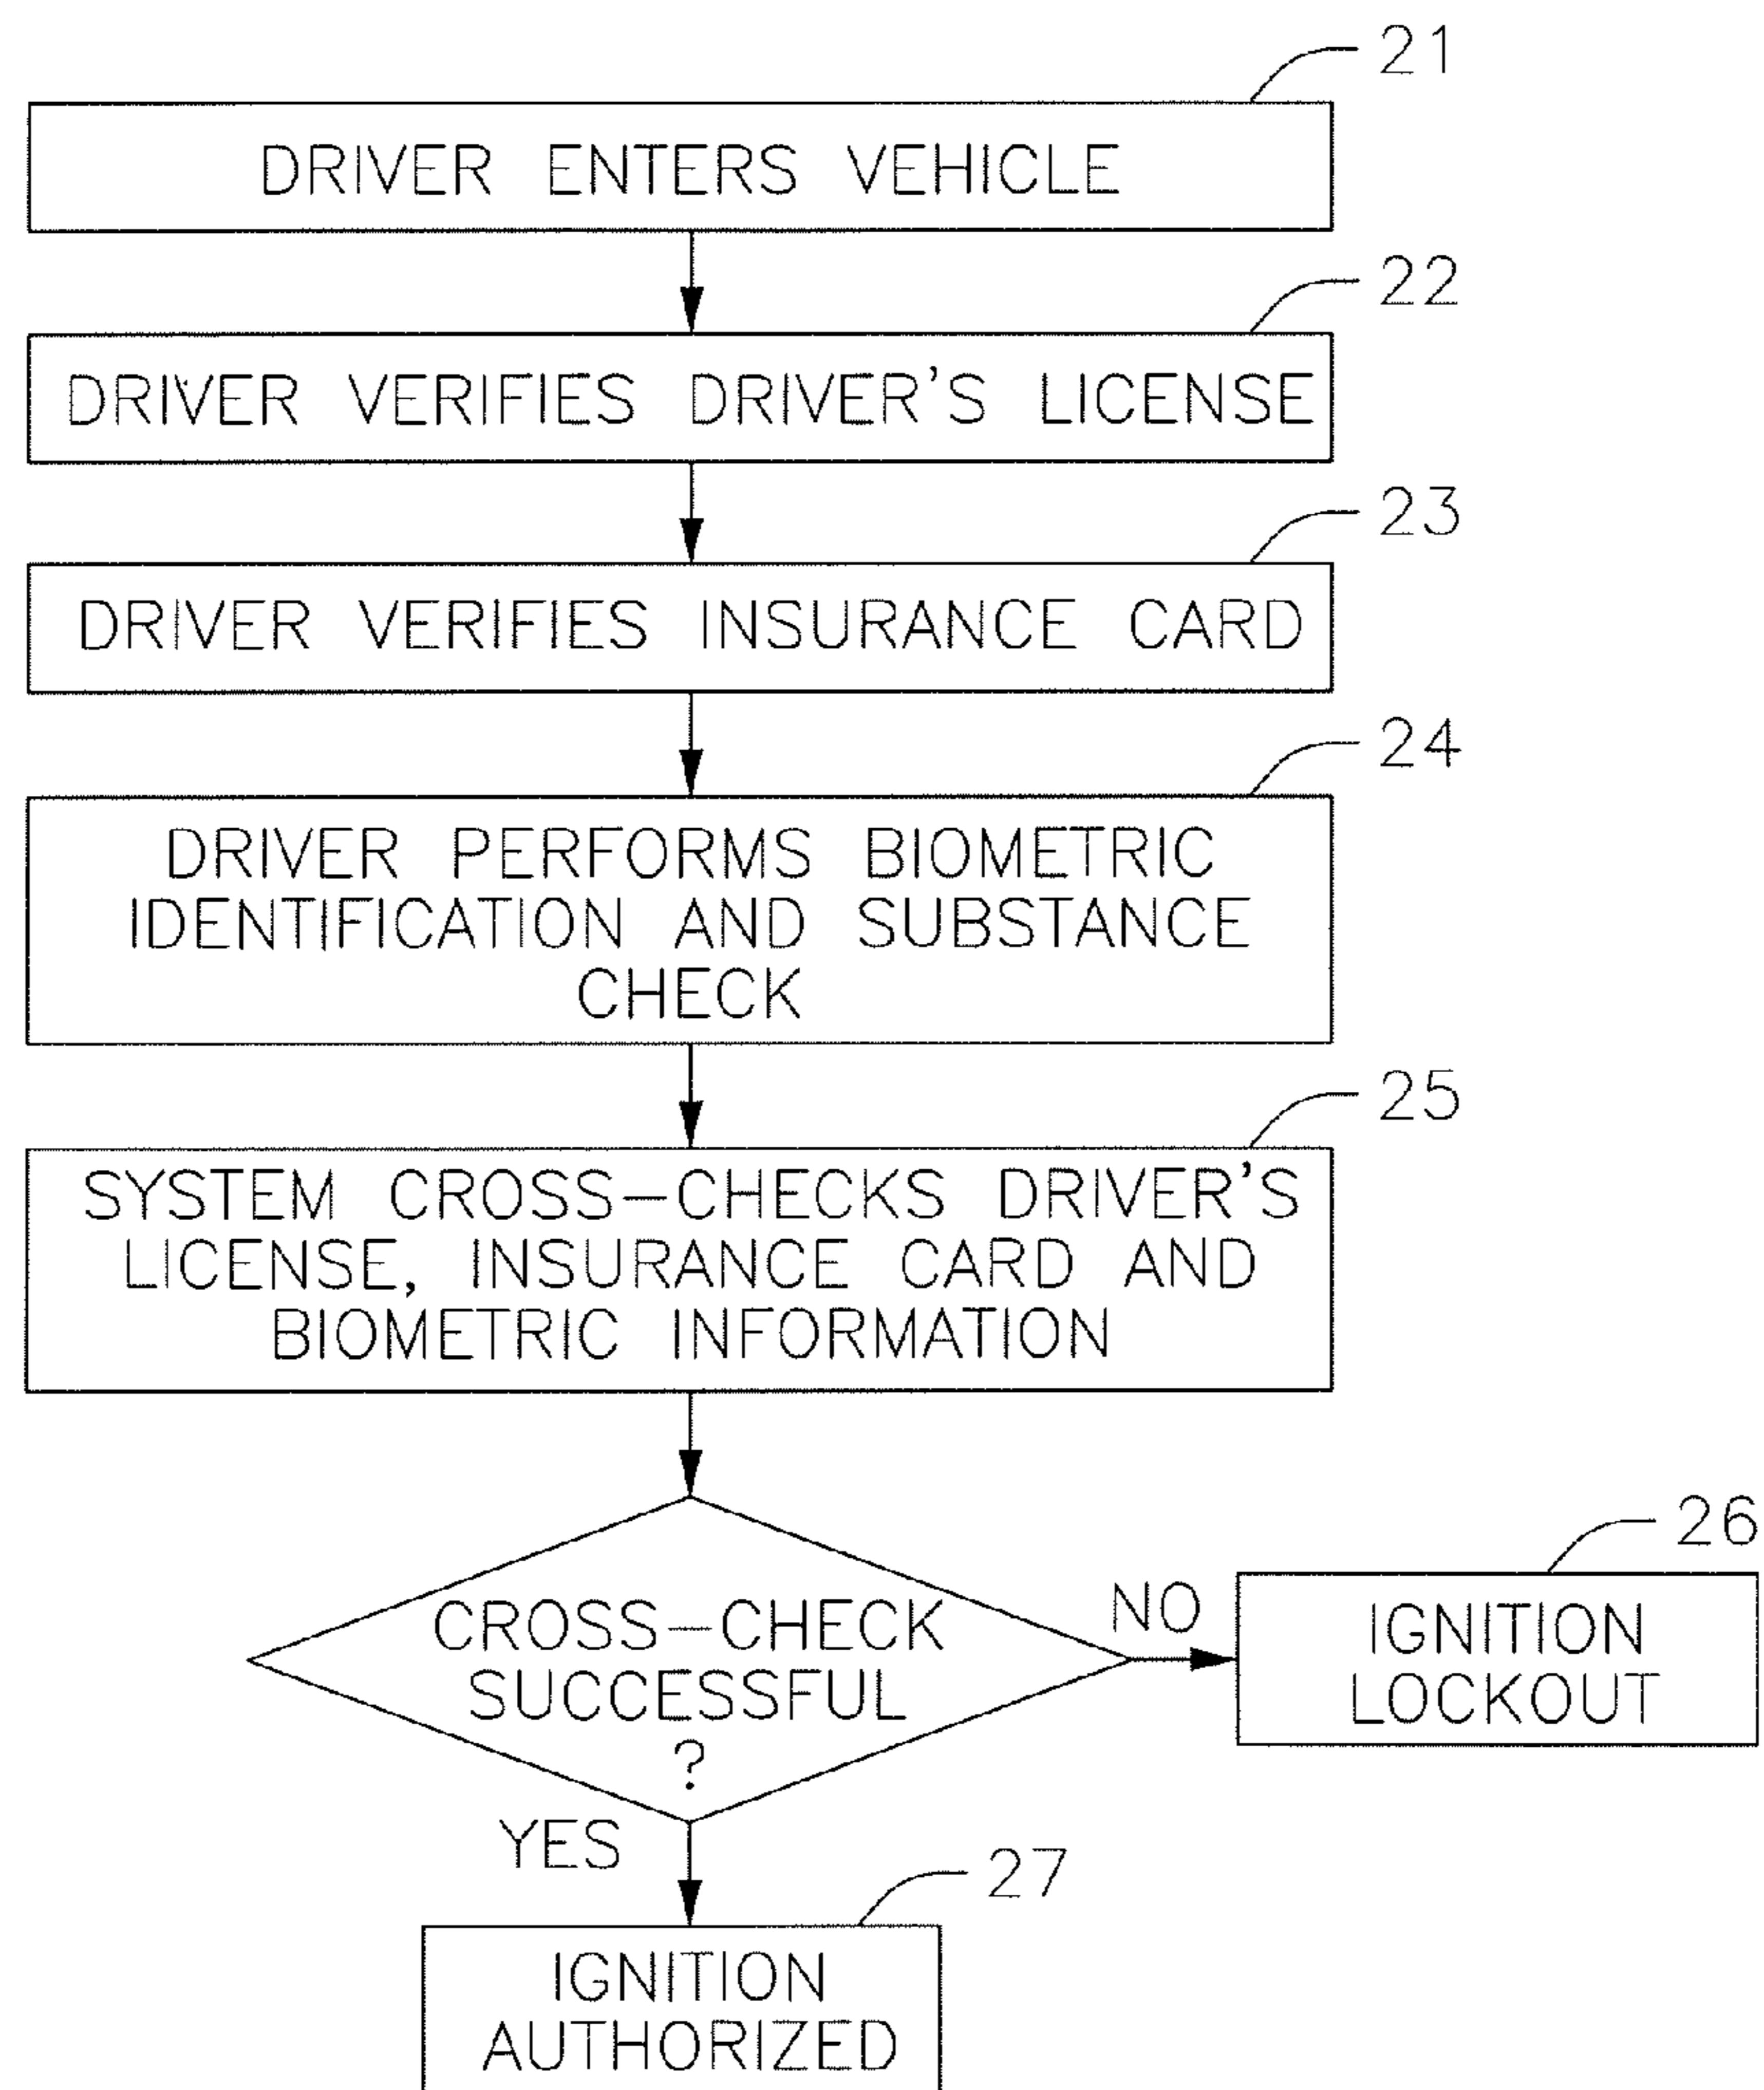 21
DRIVER ENTERS VEHICLE
22
DRIVER VERIFIES DRIVER'S LICENSE
23
DRIVER VERIFIES INSURANCE CARD
24
DRIVER PERFORMS BIOMETRIC
IDENTIFICATION AND SUBSTANCE
CHECK
25
SYSTEM CROSS-CHECKS DRIVER'S
LICENSE, INSURANCE CARD AND
BIOMETRIC INFORMATION
CROSS-CHECK
SUCCESSFUL
?
NO
26
IGNITION
LOCKOUT
YES
27
IGNITION
AUTHORIZED